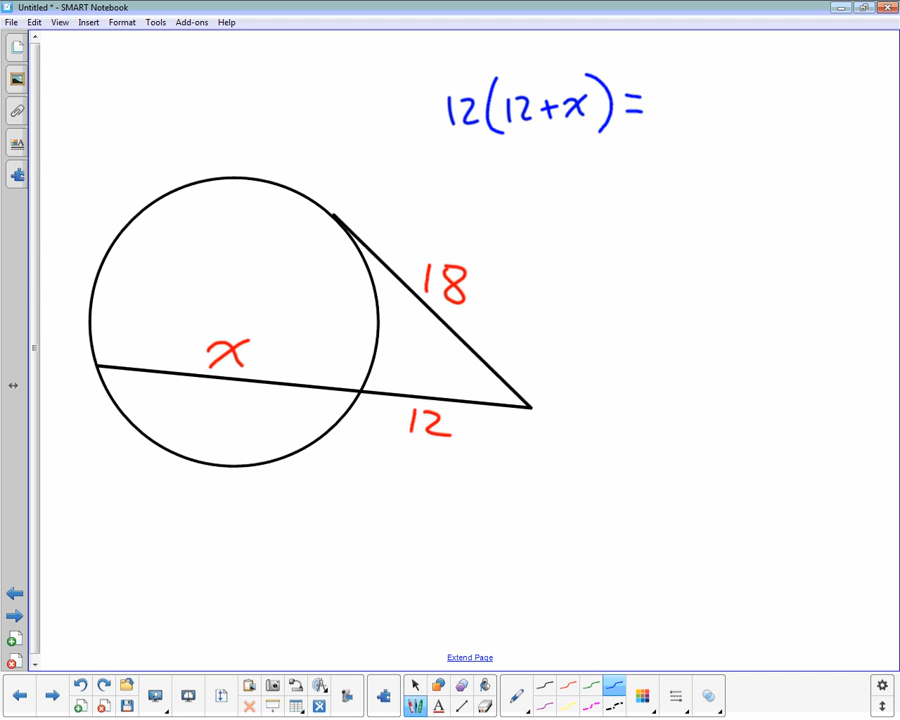 Untitled * - SMART Notebook
File Edit View Insert Format Tools Add-ons Help
12(12+x)=
18
x
12
Extend Page